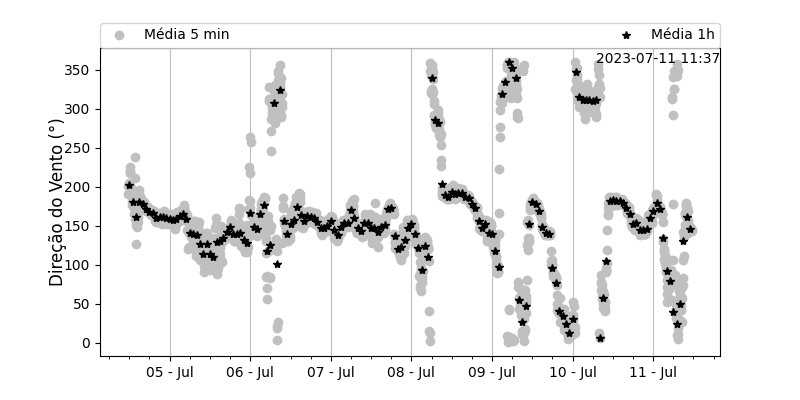 Média 5 min
Média 1h
2023-07-11 11:37
Direção do Vento (°)
350
300
250
200
150
100
50
0
05 - Jul
06 - Jul
07 - Jul
08 - Jul
09 - Jul
10 - Jul
11 - Jul